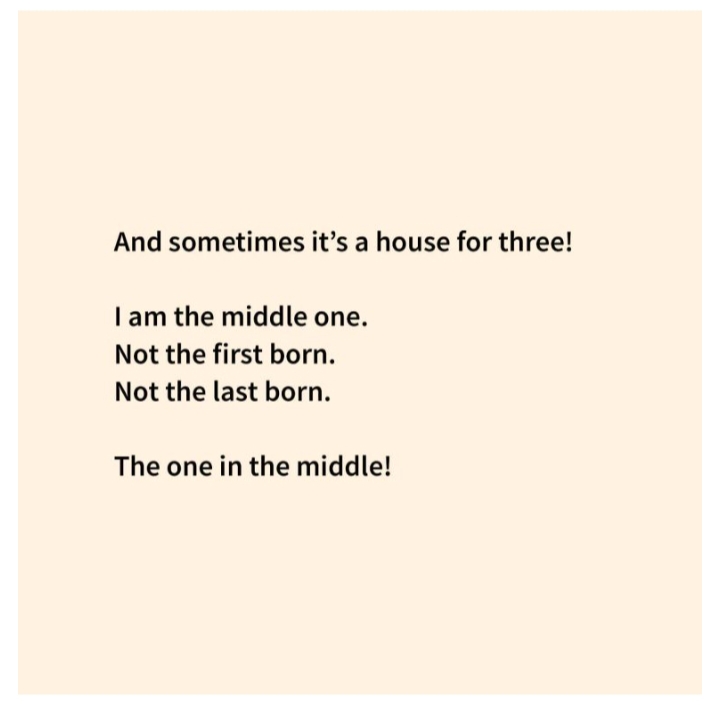 And sometimes it’s a house for three!
I am the middle one.
Not the first born.
Not the last born.
The one in the middle!